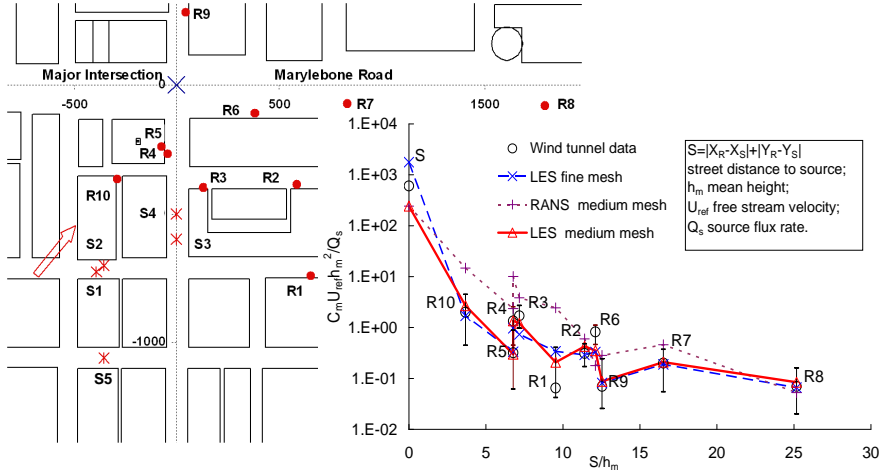 R9
Major Intersection
0
Marylebone Road
-500
500
1500
R6
R7
R8
R5
R4
R10
R3
R2
S4
S2
S3
S1
R1
-1000
S5
1.E+04
1.E+03
1.E+02
1.E+01
1.E+00
1.E-01
1.E-02
CmUrefhm²/Qs
S
Wind tunnel data
LES fine mesh
RANS medium mesh
LES medium mesh
S=|XR-XS|+|YR-YS|
street distance to source;
hm mean height;
Uref free stream velocity;
Qs source flux rate.
R10
R4
R3
R5
R2
R6
R1
R9
R7
R8
0
5
10
15
20
25
30
S/hm